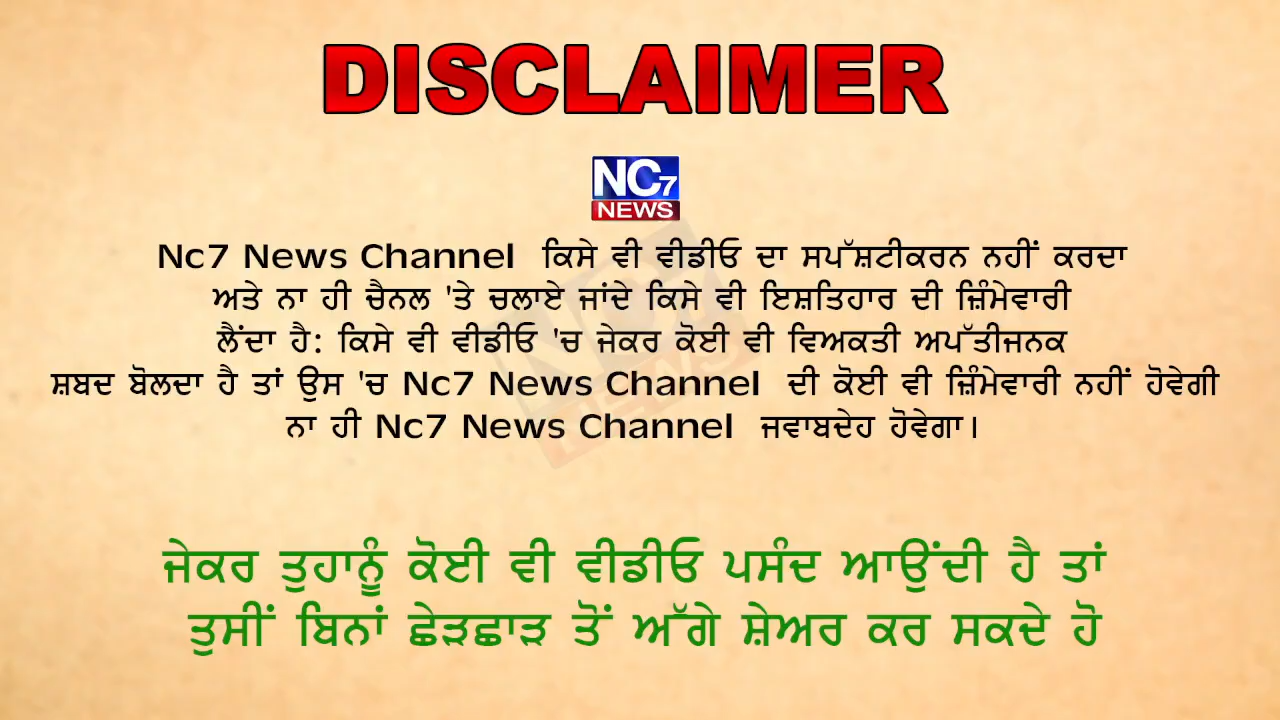 DISCLAIMER
NC7
NEWS
Nc7 News Channel ਕਿਸੇ ਵੀ ਵੀਡੀਓ ਦਾ ਸਪੱਸ਼ਟੀਕਰਨ ਨਹੀਂ ਕਰਦਾ
ਅਤੇ ਨਾ ਹੀ ਚੈਨਲ 'ਤੇ ਚਲਾਏ ਜਾਂਦੇ ਕਿਸੇ ਵੀ ਇਸ਼ਤਿਹਾਰ ਦੀ ਜ਼ਿੰਮੇਵਾਰੀ
ਲੈਂਦਾ ਹੈ: ਕਿਸੇ ਵੀ ਵੀਡੀਓ 'ਚ ਜੇਕਰ ਕੋਈ ਵੀ ਵਿਅਕਤੀ ਅਪੱਤੀਜਨਕ
ਸ਼ਬਦ ਬੋਲਦਾ ਹੈ ਤਾਂ ਉਸ 'ਚ Nc7 News Channel ਦੀ ਕੋਈ ਵੀ ਜ਼ਿੰਮੇਵਾਰੀ ਨਹੀਂ ਹੋਵੇਗੀ
ਨਾ ਹੀ Nc7 News Channel ਜਵਾਬਦੇਹ ਹੋਵੇਗਾ।
ਜੇਕਰ ਤੁਹਾਨੂੰ ਕੋਈ ਵੀ ਵੀਡੀਓ ਪਸੰਦ ਆਉਂਦੀ ਹੈ ਤਾਂ
ਤੁਸੀਂ ਬਿਨਾਂ ਛੇੜਛਾੜ ਤੋਂ ਅੱਗੇ ਸ਼ੇਅਰ ਕਰ ਸਕਦੇ ਹੋ